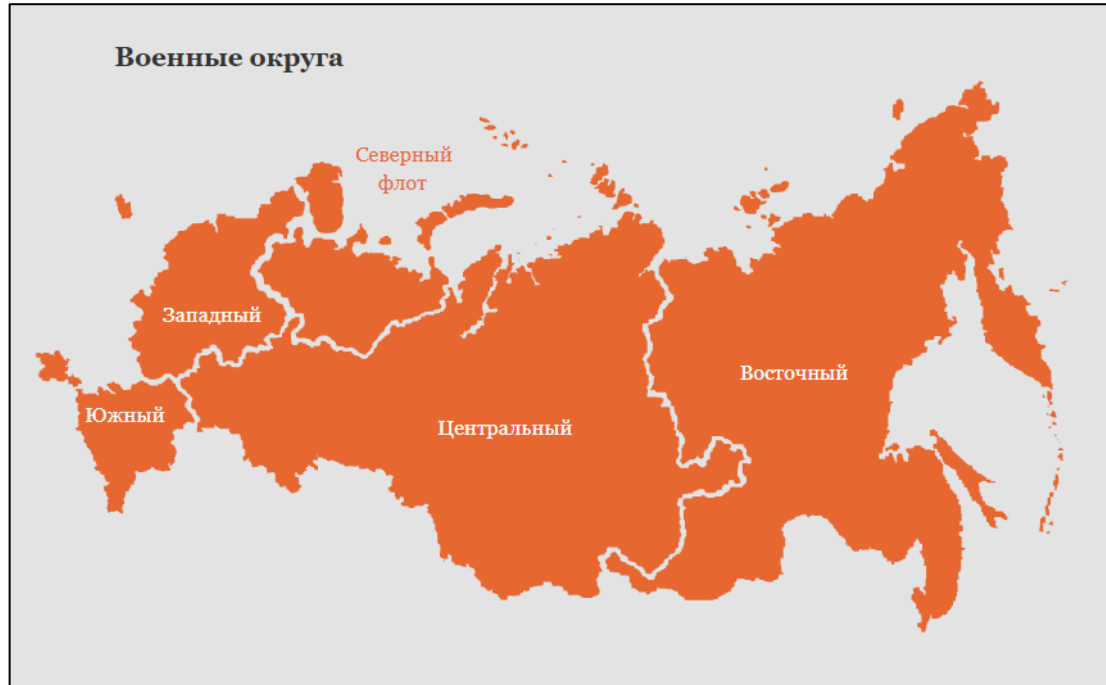 Военные округа
Северный
флот
Западный
Южный
Центральный
Восточный